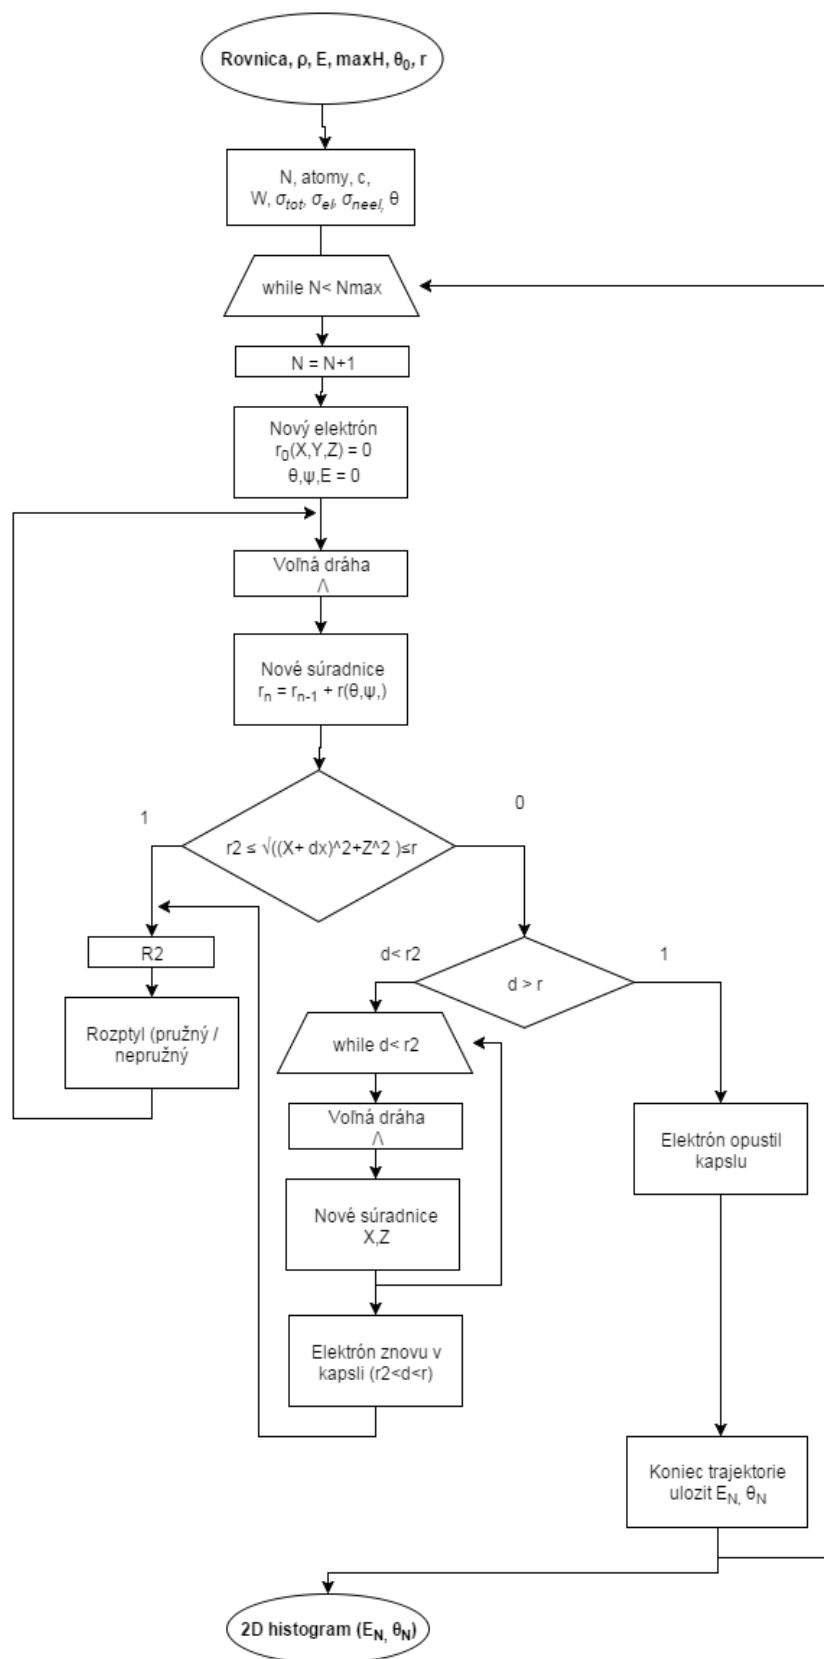 Rovnica, ρ, E, maxH, θ₀, r
N, atomy, c,
W, σtot, σel, σneel, θ
while N< Nmax
N = N+1
Nový elektrón
r₀(X,Y,Z) = 0
θ,ψ,E = 0
Voľná dráha
Λ
Nové súradnice
rn = rn-1 + r(θ,ψ,)
1
0
r2 ≤ √((X+ dx)^2+Z^2 )≤r
R2
d< r2
1
d > r
Rozptyl (pružný /
nepružný
while d< r2
Voľná dráha
Λ
Elektrón opustil
kapslu
Nové súradnice
X,Z
Elektrón znovu v
kapsli (r2<d<r)
Koniec trajektorie
ulozit EN, θN
2D histogram (EN, θN)